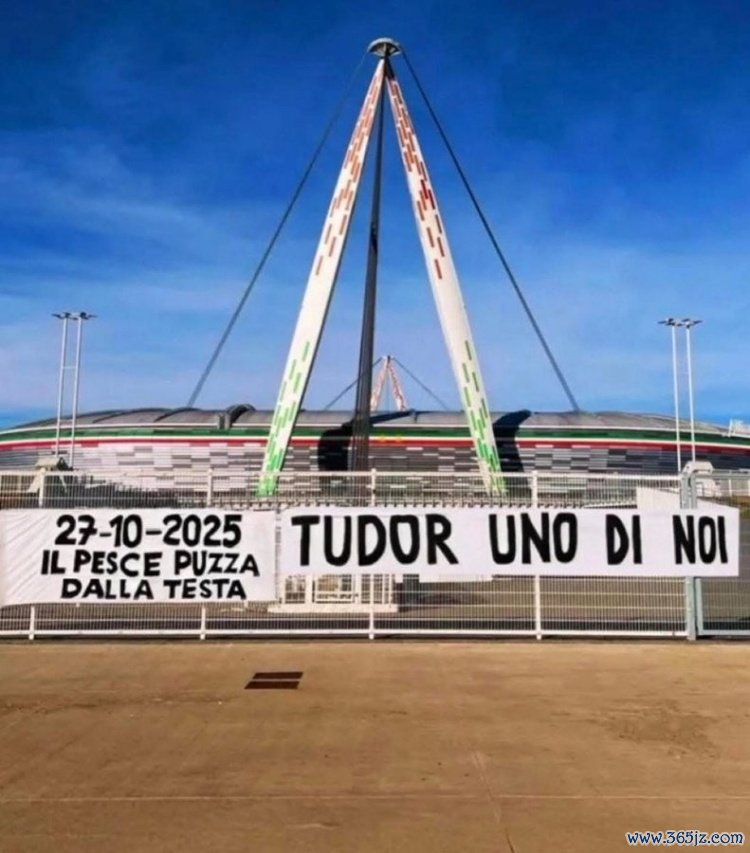 27-10-2025
IL PESCE PUZZA
DALLA TESTA
TUDOR UNO DI NOI
www.365jz.com